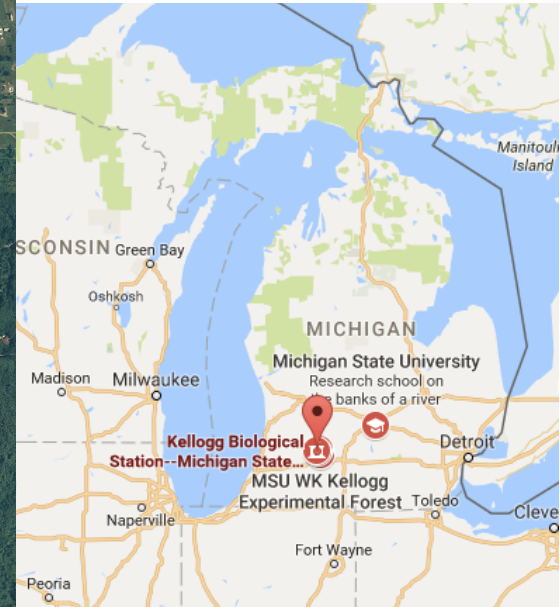 Manitoul
Island
SCONSIN
Green Bay
Oshkosh
MICHIGAN
Michigan State University
Research school on
the banks of a river
Madison
Milwaukee
Kellogg Biological
Station--Michigan State...
Detroit
MSU WK Kellogg
Experimental Forest
Toledo
Cleve
Naperville
Fort Wayne
Peoria